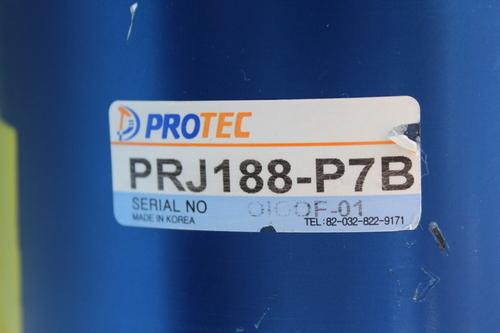 PROTEC
PRJ188-P7B
SERIAL NO
MADE IN KOREA
TEL:82-032-822-9171